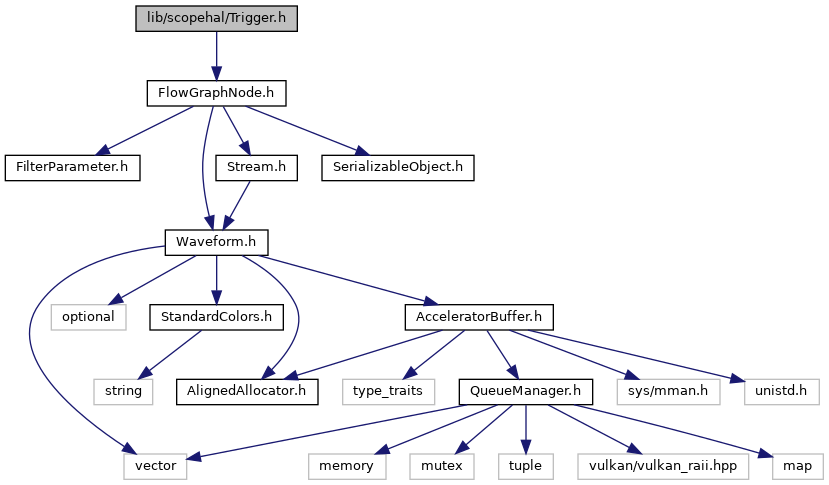 lib/scopehal/Trigger.h
FlowGraphNode.h
FilterParameter.h
Stream.h
SerializableObject.h
Waveform.h
optional
StandardColors.h
AcceleratorBuffer.h
string
AlignedAllocator.h
type_traits
QueueManager.h
sys/mman.h
unistd.h
vector
memory
mutex
tuple
vulkan/vulkan_raii.hpp
map